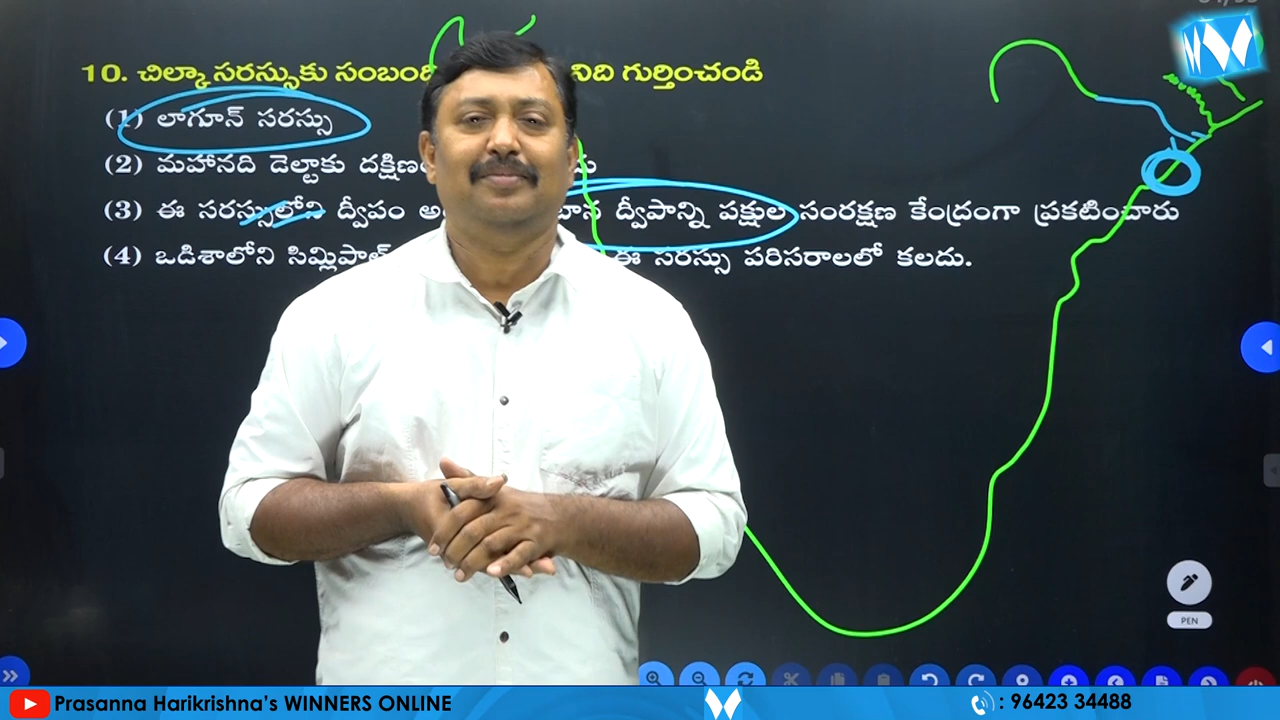 10. చిల్కా సరస్సుకు నిది గుర్తించండి
(1) లాగూన్ సరస్సు
(2) మహానది డెల్టాకు
(3) ఈ సరస్సులోని ద్వీపం ద్వీపాన్ని పక్షుల సంరక్షణ కేంద్రంగా ప్రకటించారు
(4) ఒడిశాలోని ఈ సరస్సు పరిసరాలలో కలదు.
PEN
Prasanna Harikrishna's WINNERS ONLINE
: 96423 34488